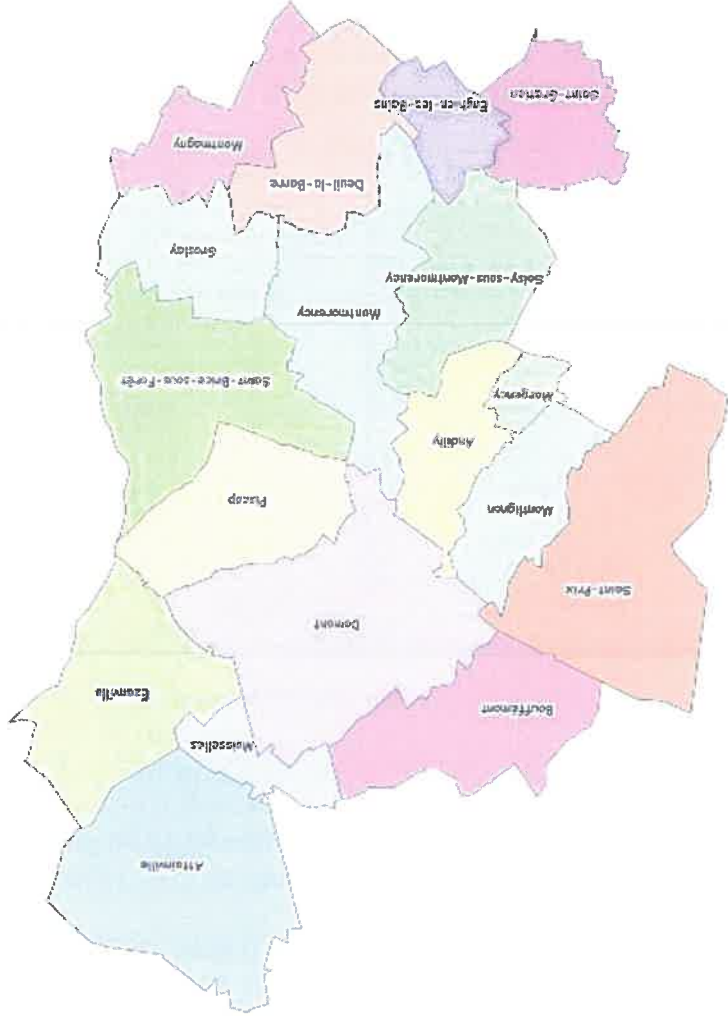 Attainville
Moisselles
Bouffémont
Ézanville
Domont
Saint-Prix
Montlignon
Piscop
Andilly
Margency
Saint-Brice-sous-Forêt
Montmorency
Soisy-sous-Montmorency
Groslay
Deuil-la-Barre
Montmagny
Enghien-les-Bains
Saint-Gratien